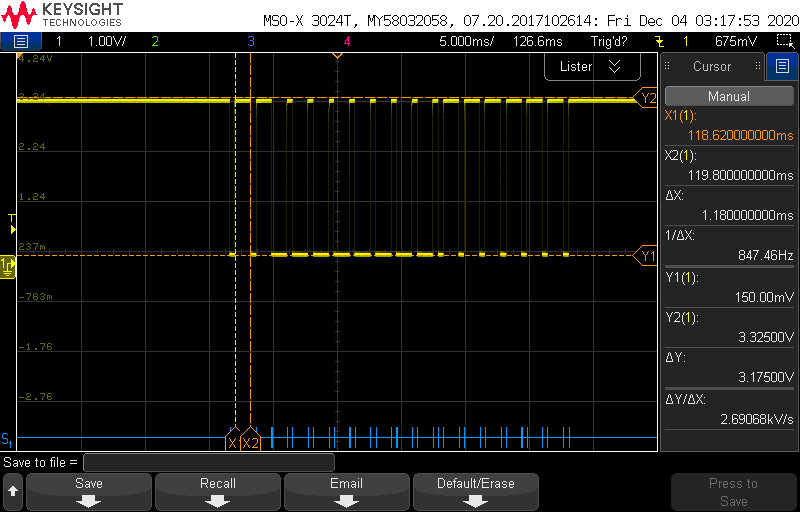 KEYSIGHT
TECHNOLOGIES
MSO-X 3024T, MY58032058, 07.20.2017102614: Fri Dec 04 03:17:53 2020
1 1.00V/ 2 3 4 5.000ms/ 126.6ms Trig'd? 1 675mV
4.24V
Lister
Cursor
Manual
3.24
Y2
X1(1):
118.620000000ms
2.24
X2(1):
119.800000000ms
1.24
ΔX:
1.180000000ms
T
237m
1/ΔX:
847.46Hz
Y1
1
-763m
Y1(1):
150.00mV
Y2(1):
3.32500V
-1.76
ΔY:
3.17500V
-2.76
ΔY/ΔX:
2.69068kV/s
S1
X X2
Save to file =
Save
Recall
Email
Default/Erase
Press to
Save